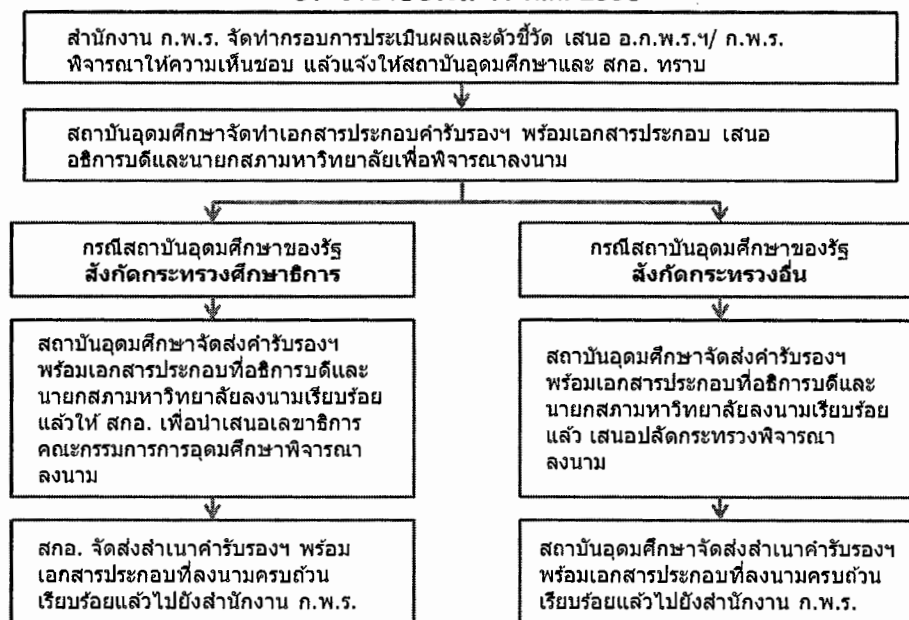 สำนักงาน ก.พ.ร. จัดทำกรอบการประเมินผลและตัวชี้วัด เสนอ อ.ก.พ.ร.ฯ/ ก.พ.ร.
พิจารณาให้ความเห็นชอบ แล้วแจ้งให้สถาบันอุดมศึกษาและ สกอ. ทราบ
สถาบันอุดมศึกษาจัดทำเอกสารประกอบคำรับรองฯ พร้อมเอกสารประกอบ เสนอ
อธิการบดีและนายกสภามหาวิทยาลัยเพื่อพิจารณาลงนาม
กรณีสถาบันอุดมศึกษาของรัฐ
สังกัดกระทรวงศึกษาธิการ
กรณีสถาบันอุดมศึกษาของรัฐ
สังกัดกระทรวงอื่น
สถาบันอุดมศึกษาจัดส่งคำรับรองฯ
พร้อมเอกสารประกอบที่อธิการบดีและ
นายกสภามหาวิทยาลัยลงนามเรียบร้อย
แล้วให้ สกอ. เพื่อนำเสนอเลขาธิการ
คณะกรรมการการอุดมศึกษาพิจารณา
ลงนาม
สถาบันอุดมศึกษาจัดส่งคำรับรองฯ
พร้อมเอกสารประกอบที่อธิการบดีและ
นายกสภามหาวิทยาลัยลงนามเรียบร้อย
แล้ว เสนอปลัดกระทรวงพิจารณา
ลงนาม
สกอ. จัดส่งสำเนาคำรับรองฯ พร้อม
เอกสารประกอบที่ลงนามครบถ้วน
เรียบร้อยแล้วไปยังสำนักงาน ก.พ.ร.
สถาบันอุดมศึกษาจัดส่งสำเนาคำรับรองฯ
พร้อมเอกสารประกอบที่ลงนามครบถ้วน
เรียบร้อยแล้วไปยังสำนักงาน ก.พ.ร.